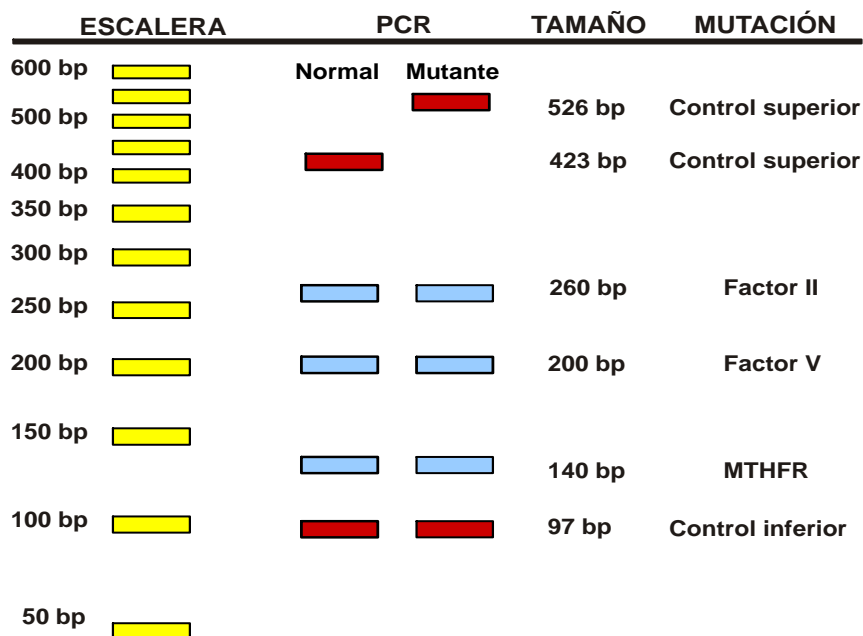 ESCALERA PCR TAMAÑO MUTACIÓN
600 bp Normal Mutante
500 bp 526 bp Control superior
400 bp 423 bp Control superior
350 bp
300 bp
250 bp 260 bp Factor II
200 bp 200 bp Factor V
150 bp
140 bp MTHFR
100 bp 97 bp Control inferior
50 bp